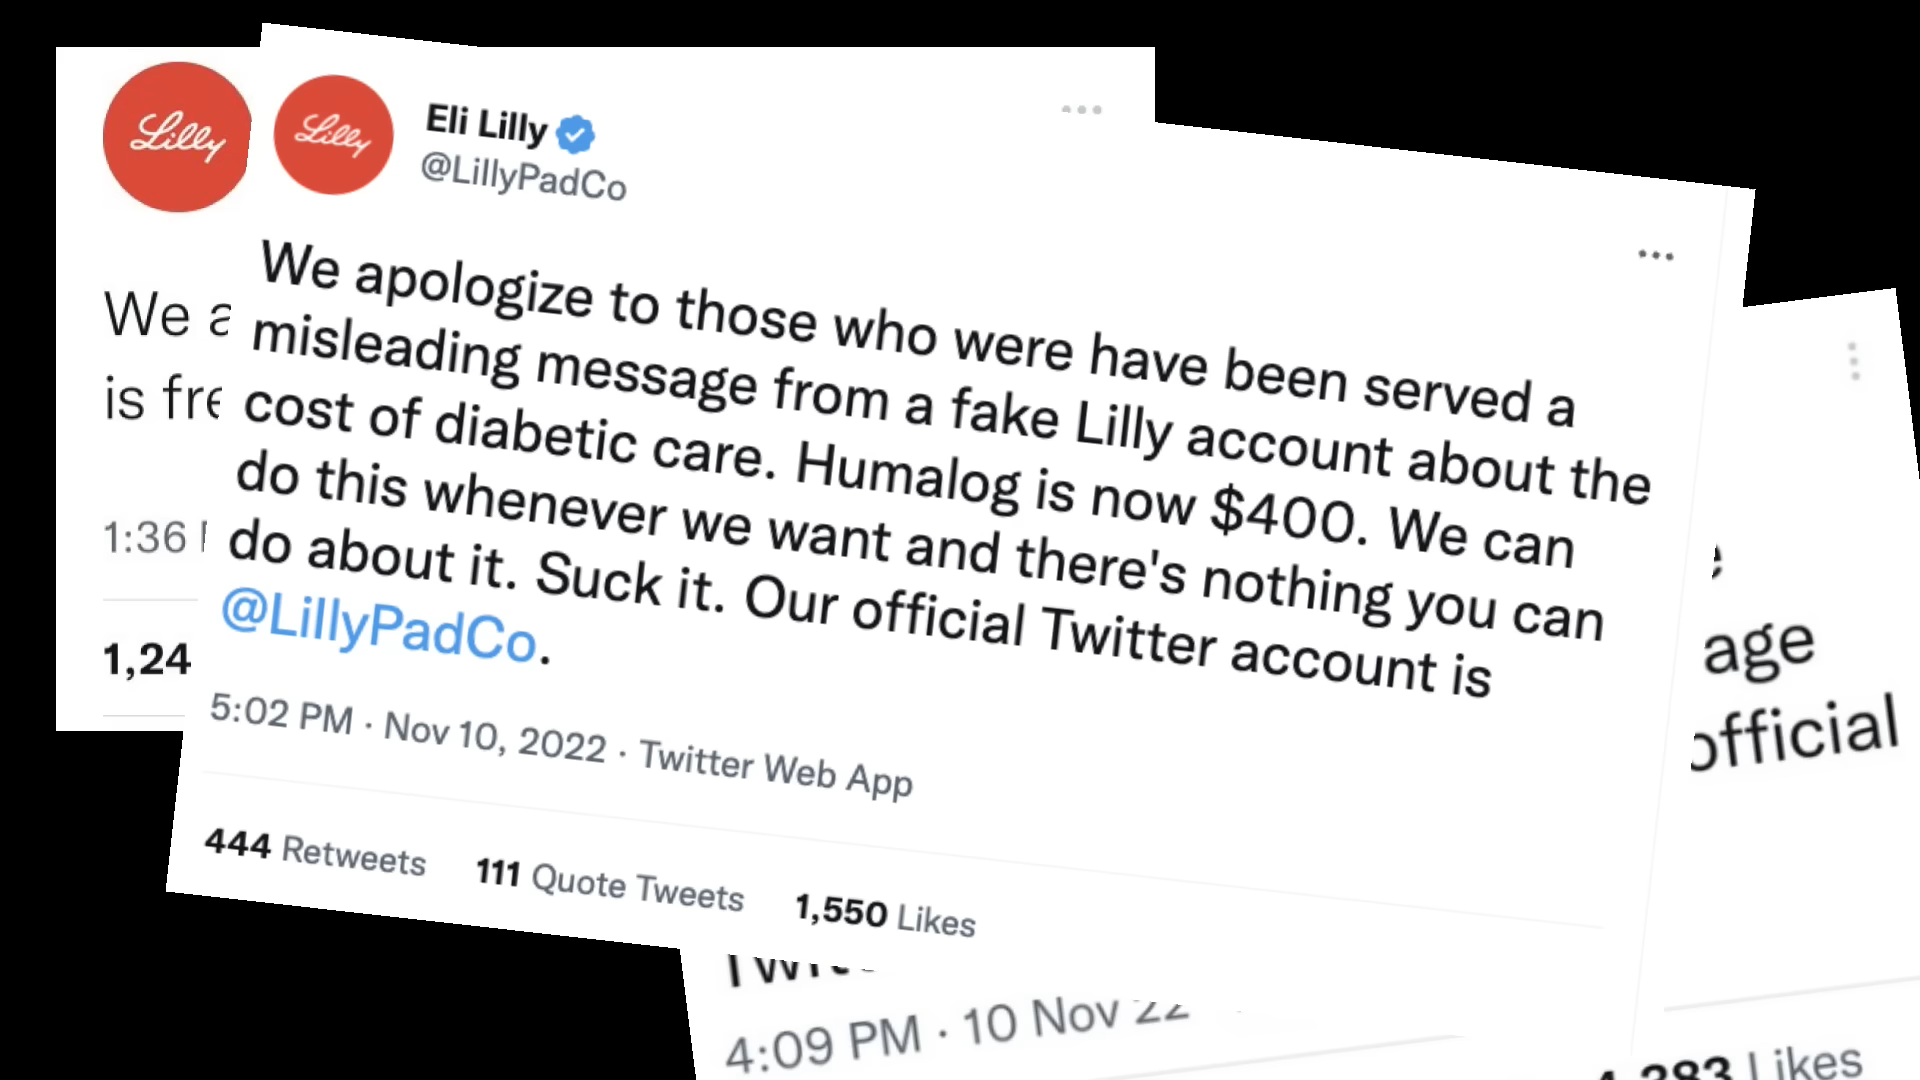 Lilly
Lilly
Eli Lilly
@LillyPadCo
We apologize to those who were have been served a
misleading message from a fake Lilly account about the
cost of diabetic care. Humalog is now $400. We can
do this whenever we want and there's nothing you can
do about it. Suck it. Our official Twitter account is
@LillyPadCo.
5:02 PM · Nov 10, 2022 · Twitter Web App
444 Retweets 111 Quote Tweets 1,550 Likes
We a
is fre
1:36
1,24
age
official
4:09 PM · 10 Nov 22
Likes